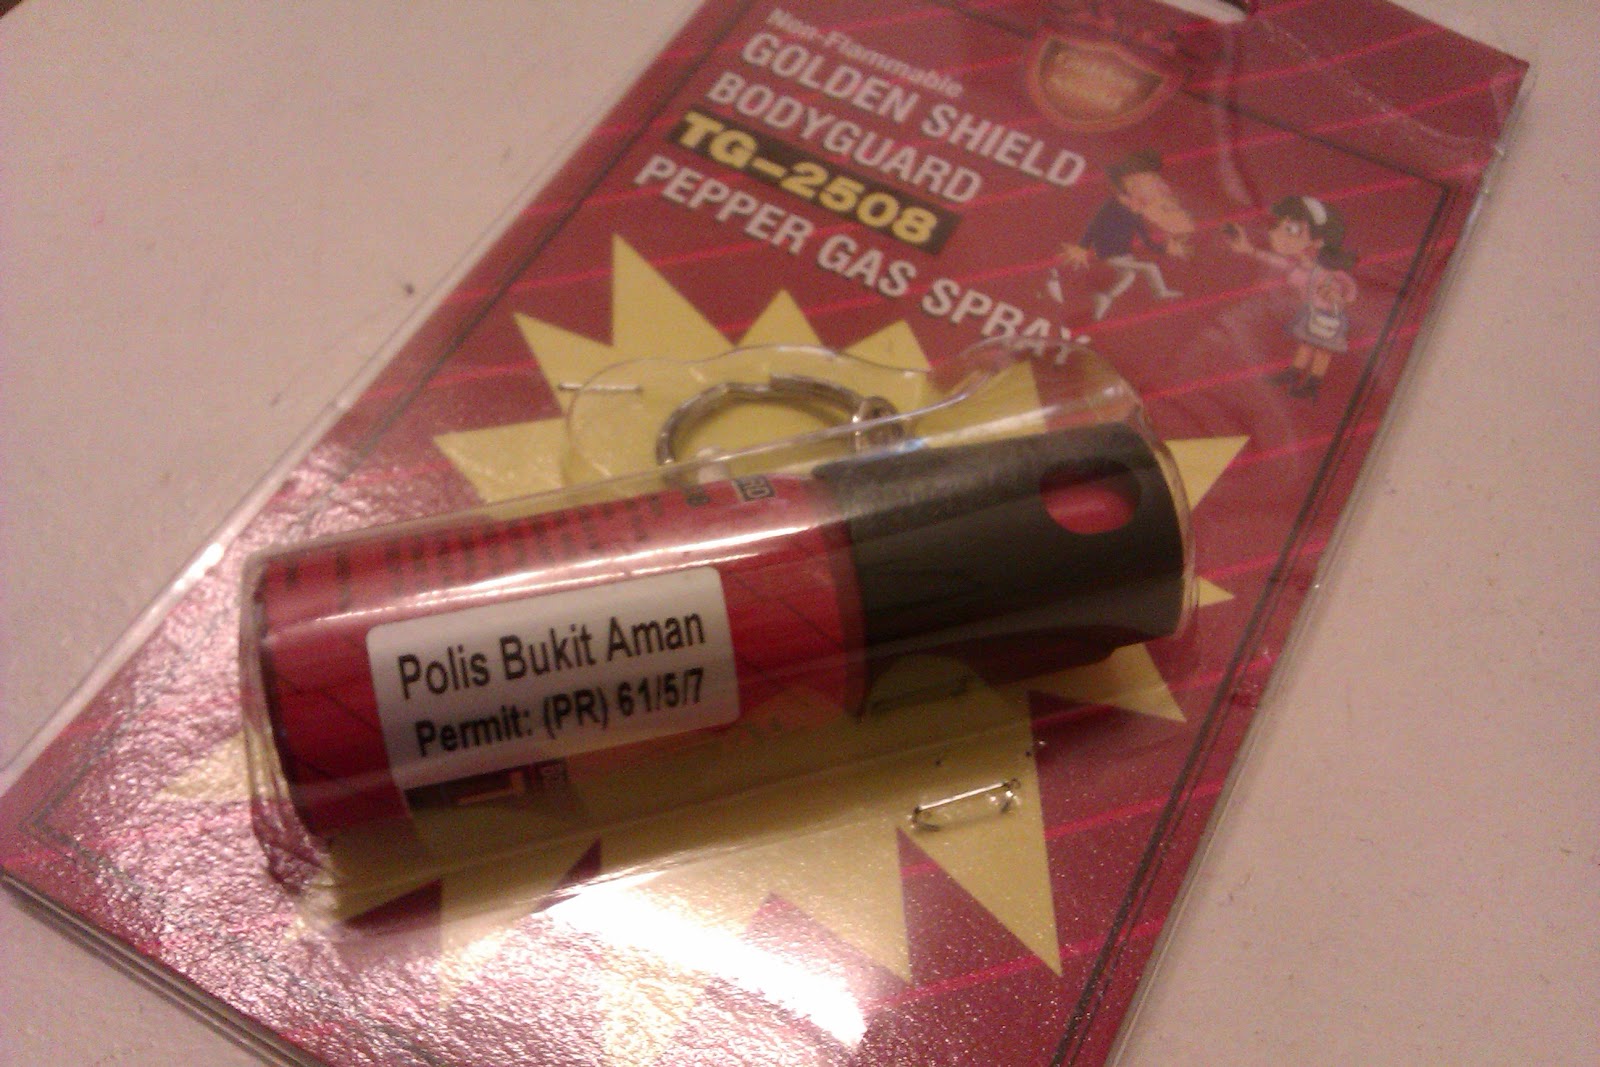 Non-Flammable
GOLDEN SHIELD
BODYGUARD
TG-2508
PEPPER GAS SPRAY
Polis Bukit Aman
Permit: (PR) 61/5/7